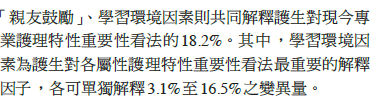 「親友鼓勵」、學習環境因素則共同解釋護生對現今專
業護理特性重要性看法的18.2%。其中，學習環境因
素為護生對各屬性護理特性重要性看法最重要的解釋
因子，各可單獨解釋3.1%至16.5%之變異量。